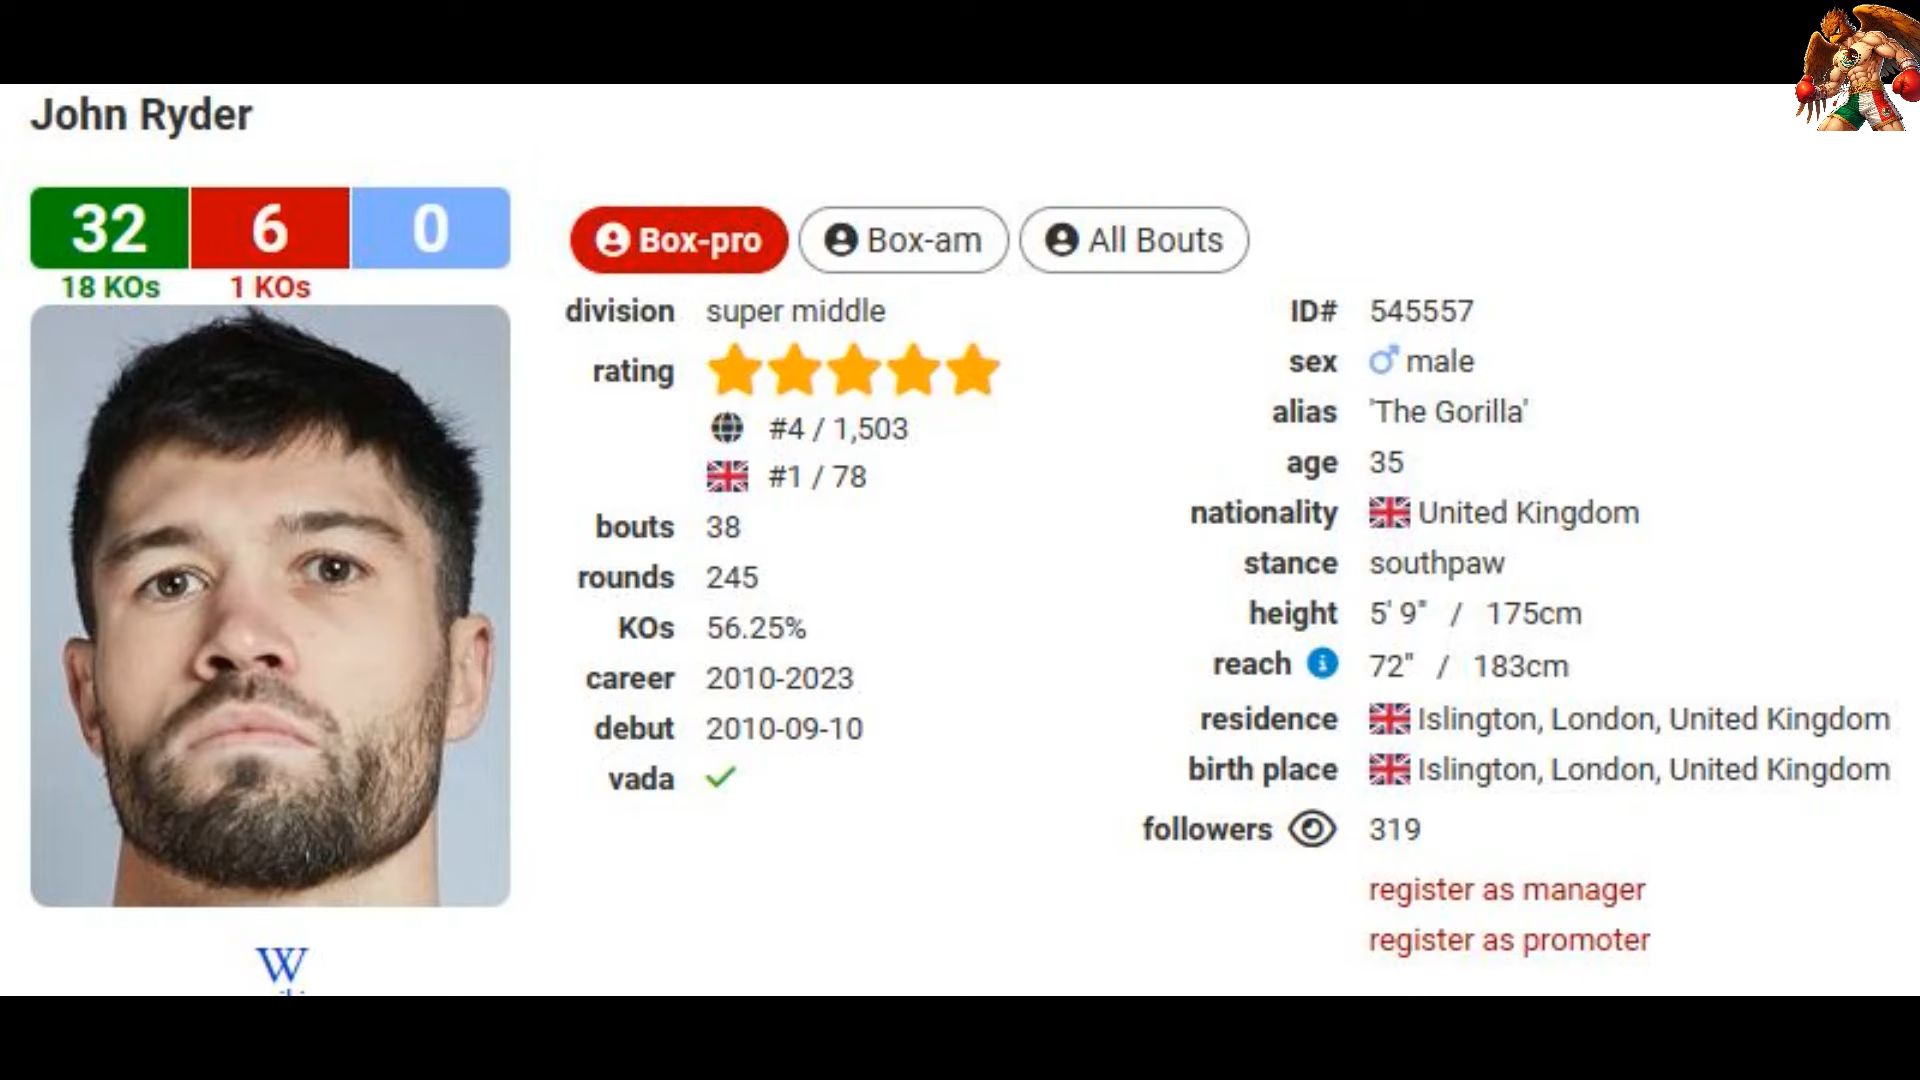 John Ryder
32 6 0
18 KOs 1 KOs
Box-pro Box-am All Bouts
division super middle
rating
#4 / 1,503
#1 / 78
bouts 38
rounds 245
KOs 56.25%
career 2010-2023
debut 2010-09-10
vada
ID# 545557
sex male
alias 'The Gorilla'
age 35
nationality United Kingdom
stance southpaw
height 5' 9" / 175cm
reach 72" / 183cm
residence Islington, London, United Kingdom
birth place Islington, London, United Kingdom
followers 319
register as manager
register as promoter
W